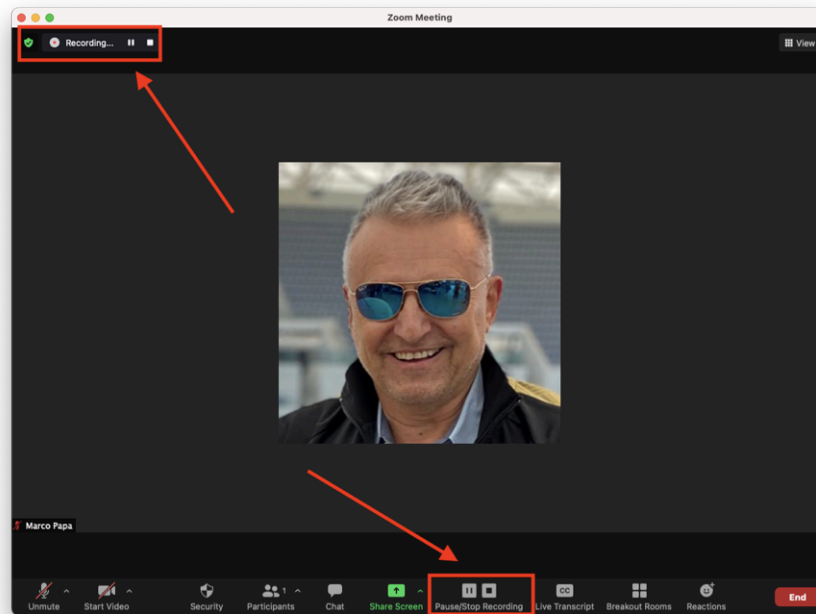 Zoom Meeting
Recording...
View
Marco Papa
1
Unmute
Start Video
Security
Participants
Chat
Share Screen
Pause/Stop Recording
CC
Live Transcript
Breakout Rooms
Reactions
End